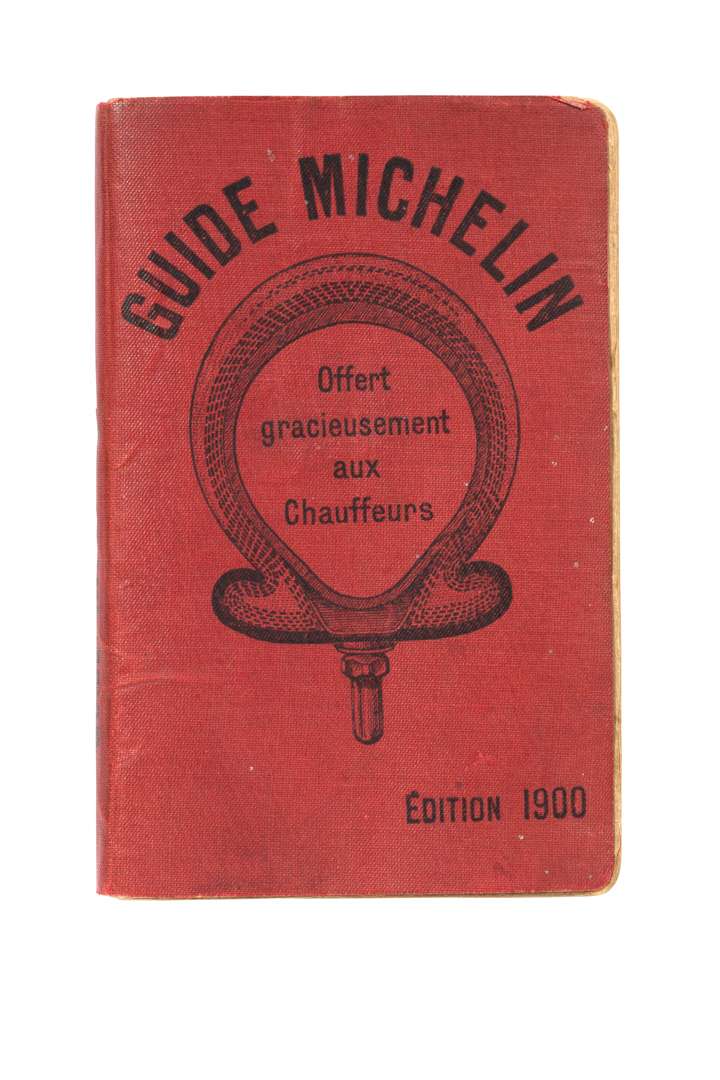 GUIDE MICHELIN
Offert
gracieusement
aux
Chauffeurs
ÉDITION 1900